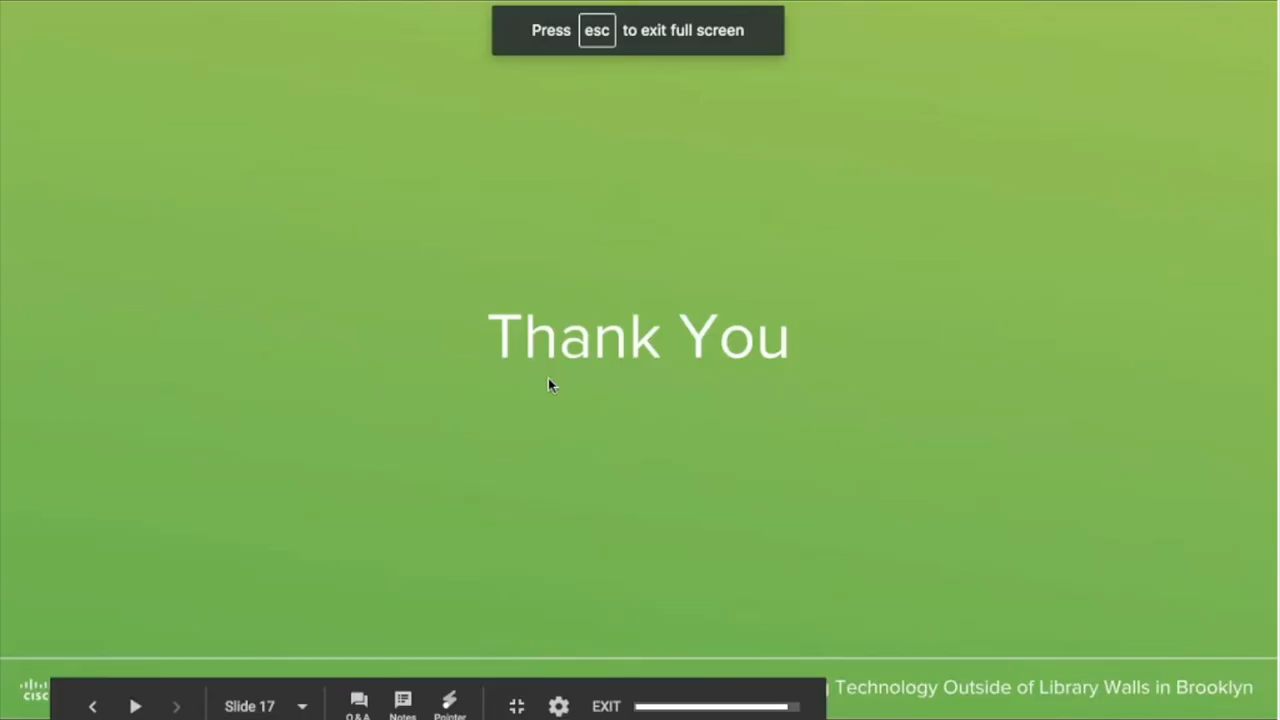 Press esc to exit full screen
Thank You
Technology Outside of Library Walls in Brooklyn
CISC
Slide 17
Q&A
Notes
Pointer
EXIT